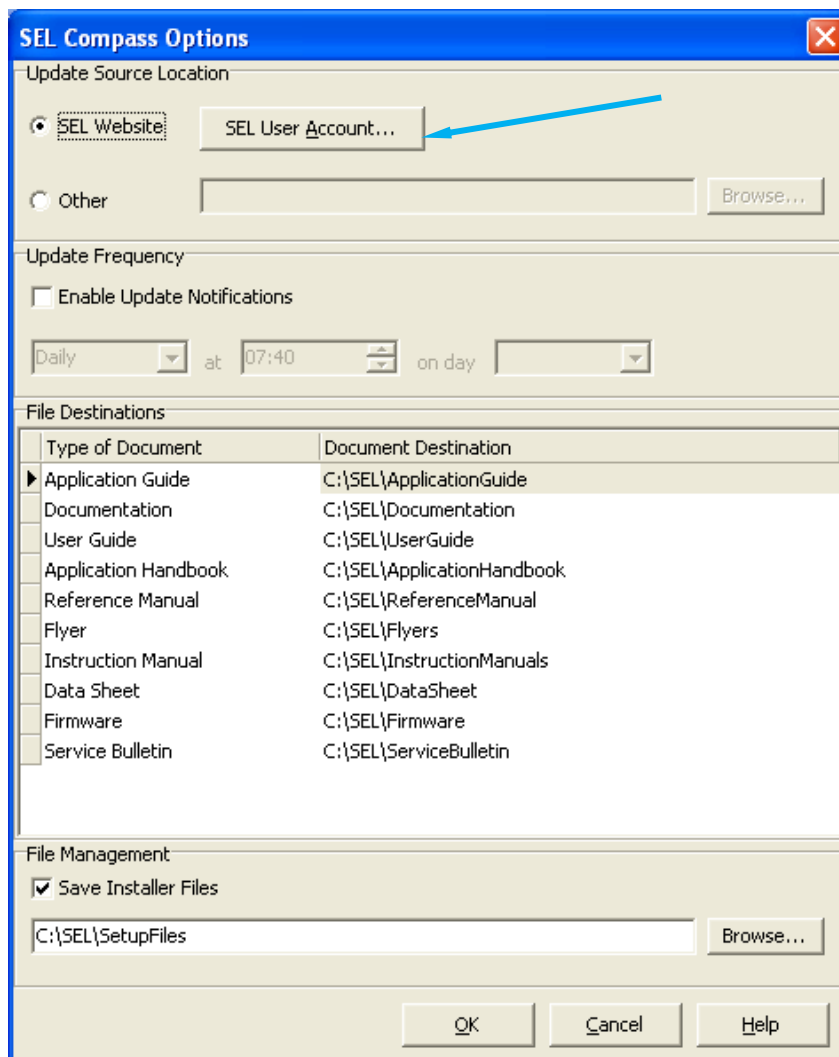 SEL Compass Options
Update Source Location
SEL Website SEL User Account...
Other Browse...
Update Frequency
Enable Update Notifications
Daily at 07:40 on day
File Destinations
Type of Document Document Destination
Application Guide C:\SEL\ApplicationGuide
Documentation C:\SEL\Documentation
User Guide C:\SEL\UserGuide
Application Handbook C:\SEL\ApplicationHandbook
Reference Manual C:\SEL\ReferenceManual
Flyer C:\SEL\Flyers
Instruction Manual C:\SEL\InstructionManuals
Data Sheet C:\SEL\DataSheet
Firmware C:\SEL\Firmware
Service Bulletin C:\SEL\ServiceBulletin
File Management
Save Installer Files
C:\SEL\SetupFiles Browse...
OK Cancel Help